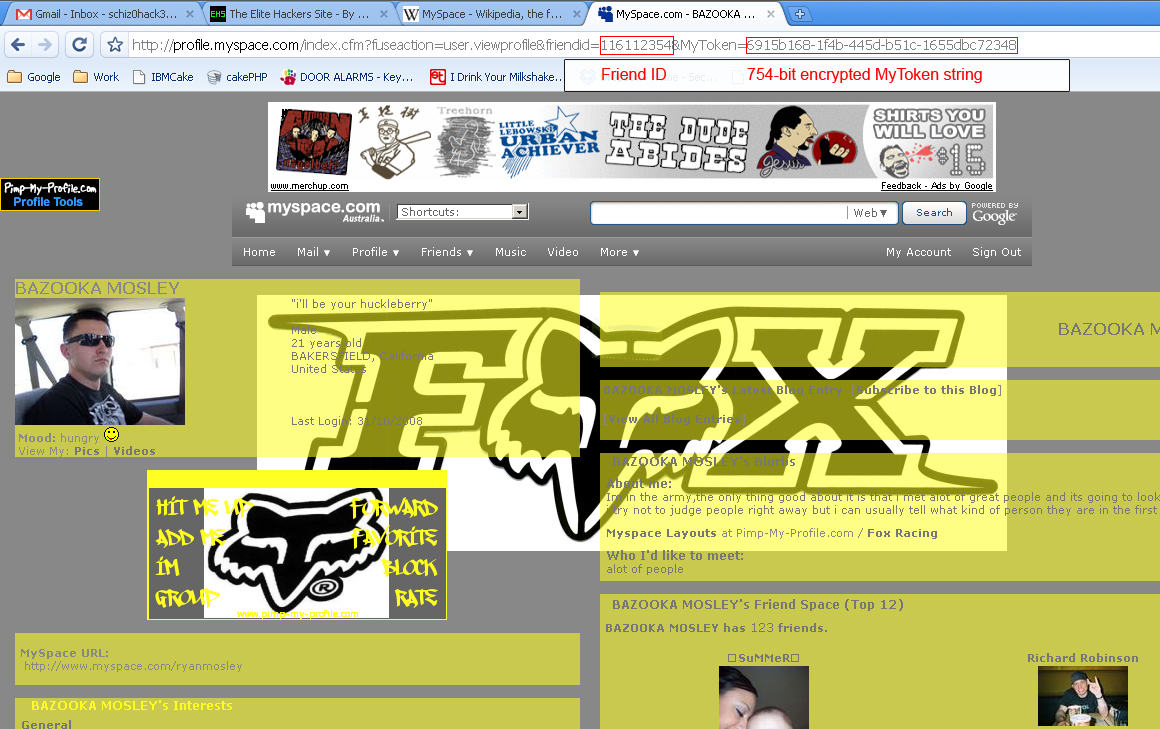 Gmail - Inbox - schiz0hack3...
The Elite Hackers Site - By ...
MySpace - Wikipedia, the f...
MySpace.com - BAZOOKA ...
http://profile.myspace.com/index.cfm?fuseaction=user.viewprofile&friendid=116112354&MyToken=6915b168-1f4b-445d-b51c-1655dbc72348
Google Work IBMCake cakePHP DOOR ALARMS - Key... I Drink Your Milkshake...
Friend ID 754-bit encrypted MyToken string
Treehorn
LITTLE LEBOWSKI URBAN ACHIEVER
THE DUDE ABIDES
Jesus
SHIRTS YOU WILL LOVE $15
www.merchup.com Feedback - Ads by Google
Pimp-My-Profile.com
Profile Tools
myspace.com Australia. Shortcuts: Web▼ Search POWERED BY Google
Home Mail ▼ Profile ▼ Friends ▼ Music Video More ▼ My Account Sign Out
BAZOOKA MOSLEY
"i'll be your huckleberry"
Male
21 years old
BAKERSFIELD, California
United States
Last Login: 31/10/2008
Mood: hungry
View My: Pics | Videos
FOX
HIT ME UP FORWARD
ADD ME FAVORITE
IM BLOCK
GROUP RATE
www.pimp-my-profile.com
MySpace URL:
http://www.myspace.com/ryanmosley
BAZOOKA MOSLEY's Interests
General
BAZOOKA M
BAZOOKA MOSLEY's Latest Blog Entry [Subscribe to this Blog]
[View All Blog Entries]
BAZOOKA MOSLEY's Blurbs
About me:
Im in the army,the only thing good about it is that i met alot of great people and its going to look
i try not to judge people right away but i can usually tell what kind of person they are in the first
Myspace Layouts at Pimp-My-Profile.com / Fox Racing
Who I'd like to meet:
alot of people
BAZOOKA MOSLEY's Friend Space (Top 12)
BAZOOKA MOSLEY has 123 friends.
SuMMeR Richard Robinson